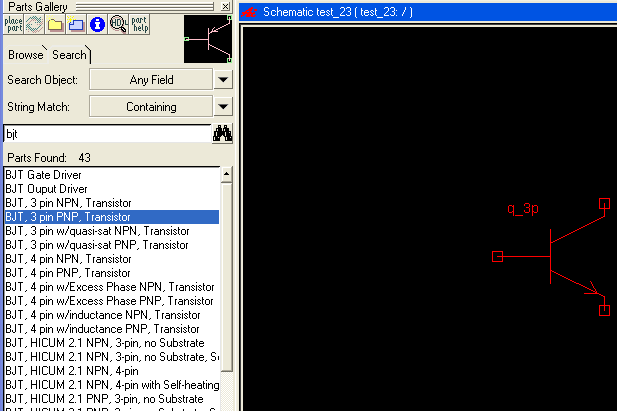 Parts Gallery
Schematic test_23 ( test_23: / )
place part
HDL
part help
Browse
Search
Search Object:
Any Field
String Match:
Containing
bjt
Parts Found: 43
BJT Gate Driver
BJT Ouput Driver
BJT, 3 pin NPN, Transistor
BJT, 3 pin PNP, Transistor
BJT, 3 pin w/quasi-sat NPN, Transistor
BJT, 3 pin w/quasi-sat PNP, Transistor
BJT, 4 pin NPN, Transistor
BJT, 4 pin PNP, Transistor
BJT, 4 pin w/Excess Phase NPN, Transistor
BJT, 4 pin w/Excess Phase PNP, Transistor
BJT, 4 pin w/inductance NPN, Transistor
BJT, 4 pin w/inductance PNP, Transistor
BJT, HICUM 2.1 NPN, 3-pin, no Substrate
BJT, HICUM 2.1 NPN, 3-pin, no Substrate, S
BJT, HICUM 2.1 NPN, 4-pin
BJT, HICUM 2.1 NPN, 4-pin with Self-heating
BJT, HICUM 2.1 PNP, 3-pin, no Substrate
q_3p